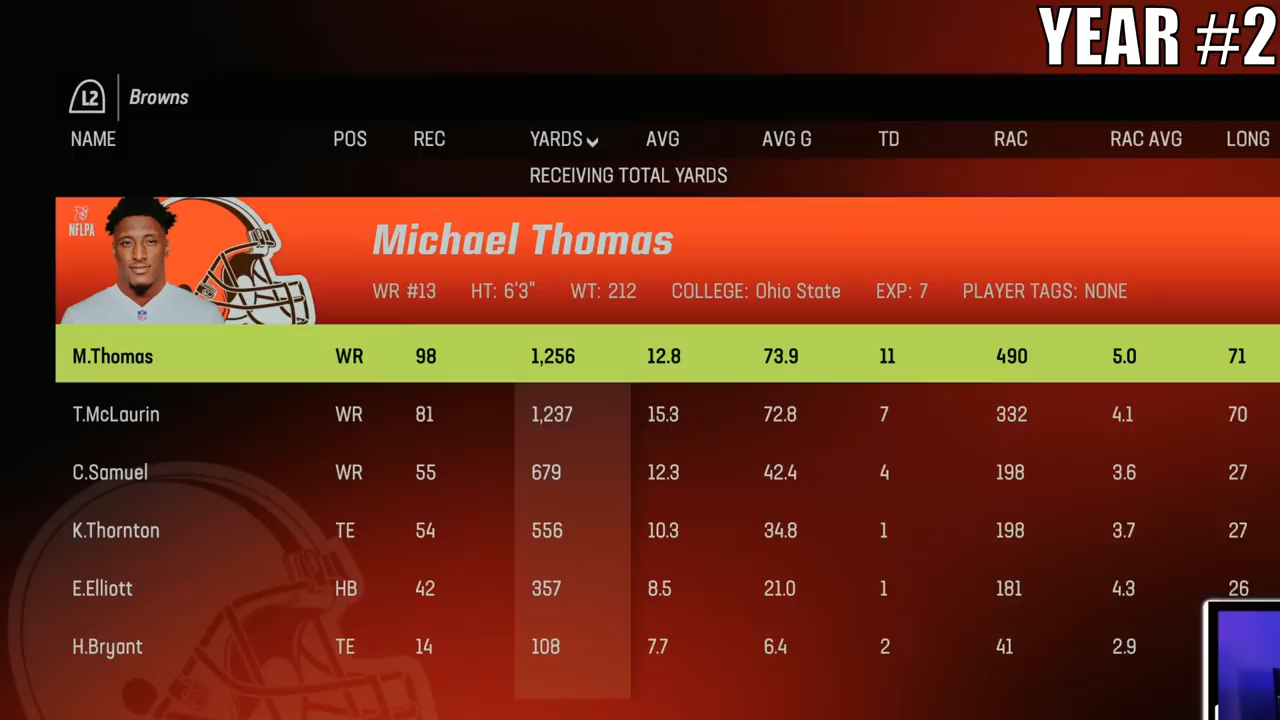 YEAR #2
L2 Browns
NAME POS REC YARDS AVG AVG G TD RAC RAC AVG LONG
RECEIVING TOTAL YARDS
NFLPA
Michael Thomas
WR #13 HT: 6'3" WT: 212 COLLEGE: Ohio State EXP: 7 PLAYER TAGS: NONE
M.Thomas WR 98 1,256 12.8 73.9 11 490 5.0 71
T.McLaurin WR 81 1,237 15.3 72.8 7 332 4.1 70
C.Samuel WR 55 679 12.3 42.4 4 198 3.6 27
K.Thornton TE 54 556 10.3 34.8 1 198 3.7 27
E.Elliott HB 42 357 8.5 21.0 1 181 4.3 26
H.Bryant TE 14 108 7.7 6.4 2 41 2.9